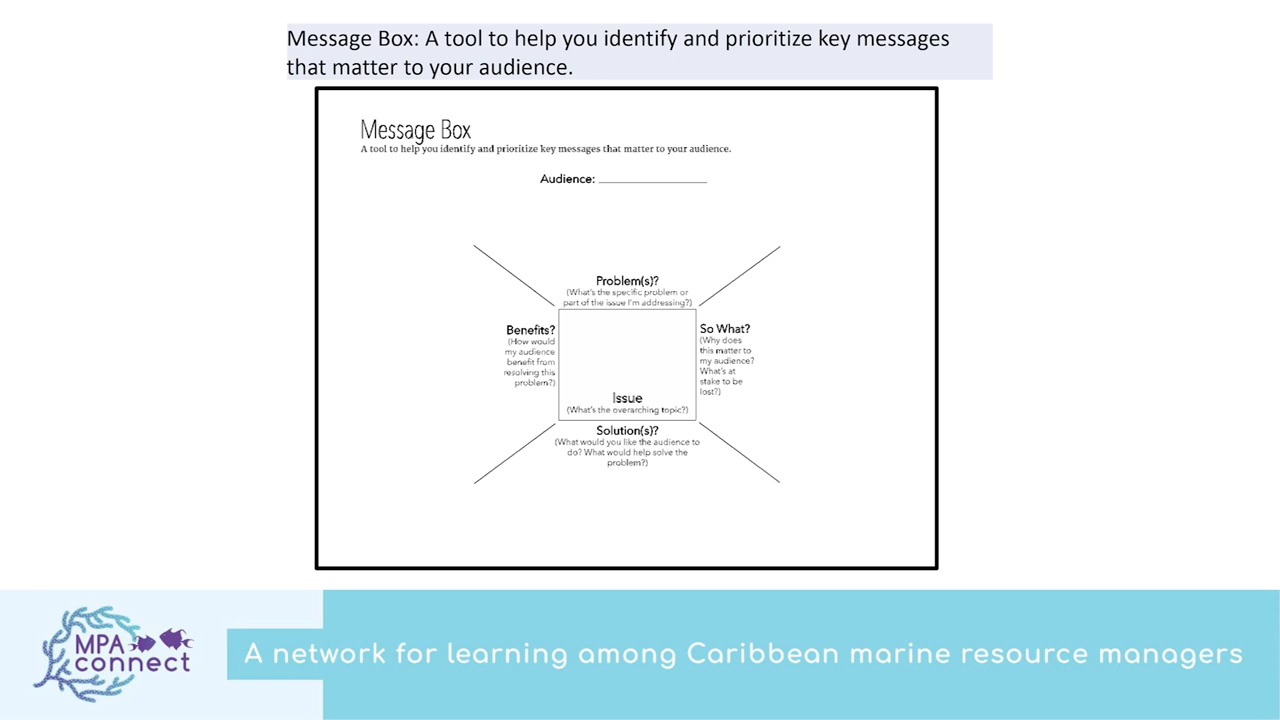 Message Box: A tool to help you identify and prioritize key messages
that matter to your audience.
Message Box
A tool to help you identify and prioritize key messages that matter to your audience.
Audience: ____________
Problem(s)?
(What's the specific problem or
part of the issue I'm addressing?)
Benefits?
(How would
my audience
benefit from
resolving this
problem?)
So What?
(Why does
this matter to
my audience?
What's at
stake to be
lost?)
Issue
(What's the overarching topic?)
Solution(s)?
(What would you like the audience to
do? What would help solve the
problem?)
MPA
connect
A network for learning among Caribbean marine resource managers